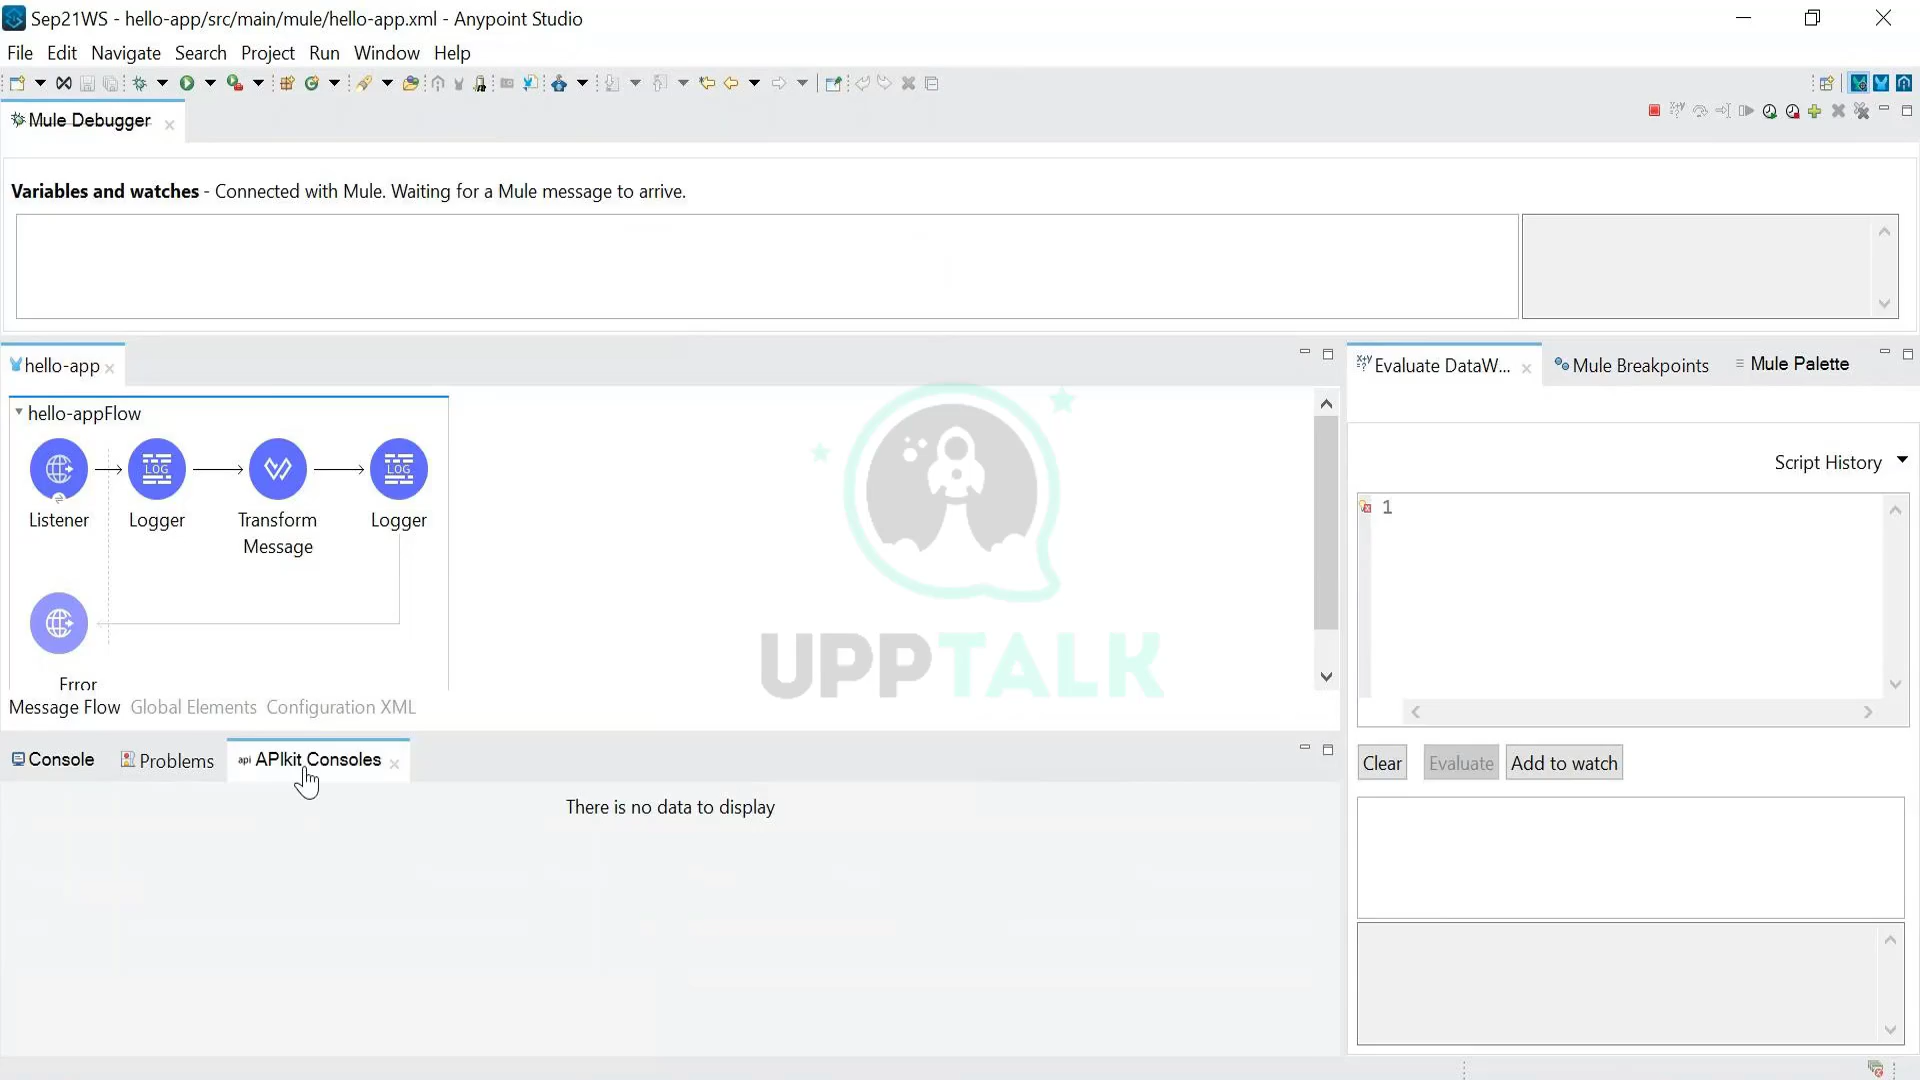 Sep21WS - hello-app/src/main/mule/hello-app.xml - Anypoint Studio
File Edit Navigate Search Project Run Window Help
Mule Debugger
Variables and watches - Connected with Mule. Waiting for a Mule message to arrive.
hello-app
Evaluate DataW... Mule Breakpoints Mule Palette
hello-appFlow
Script History
LOG LOG
1
Listener Logger Transform Message Logger
Error
UPPTALK
Message Flow Global Elements Configuration XML
Console Problems api APIkit Consoles
Clear Evaluate Add to watch
There is no data to display